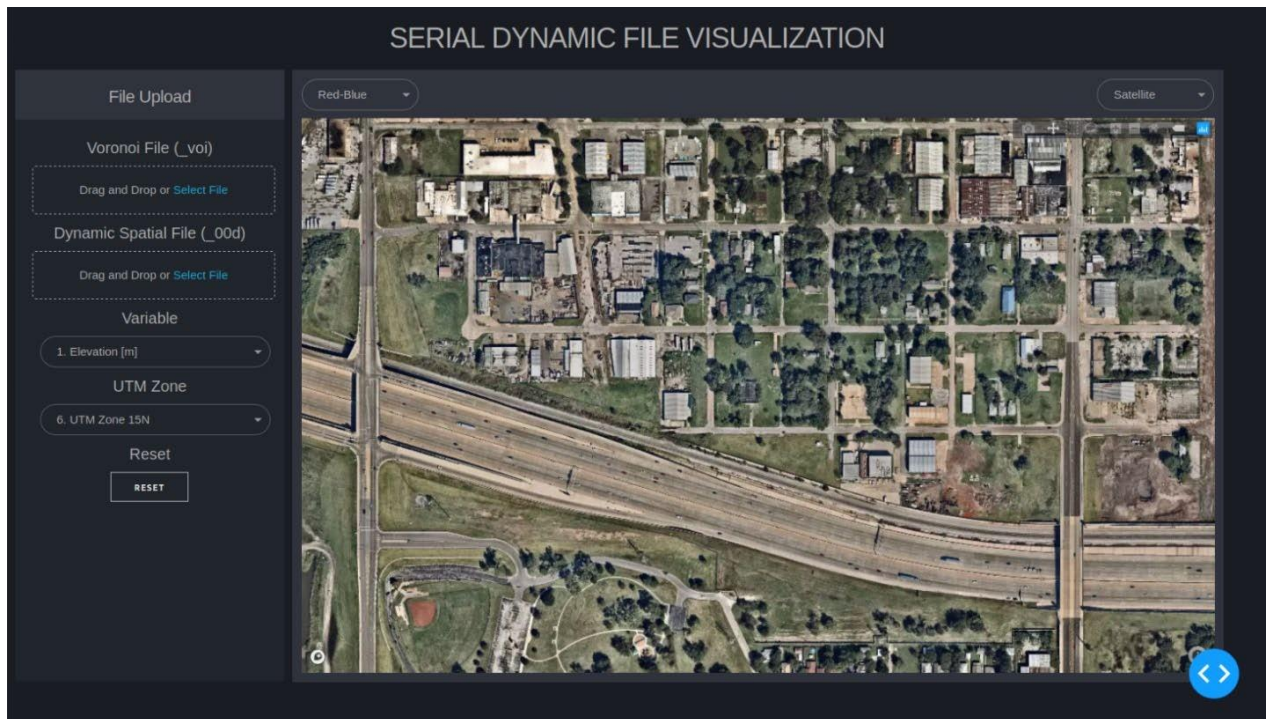 SERIAL DYNAMIC FILE VISUALIZATION
File Upload
Voronoi File (_voi)
Drag and Drop or Select File
Dynamic Spatial File (_00d)
Drag and Drop or Select File
Variable
1. Elevation [m]
UTM Zone
6. UTM Zone 15N
Reset
RESET
Red-Blue
Satellite